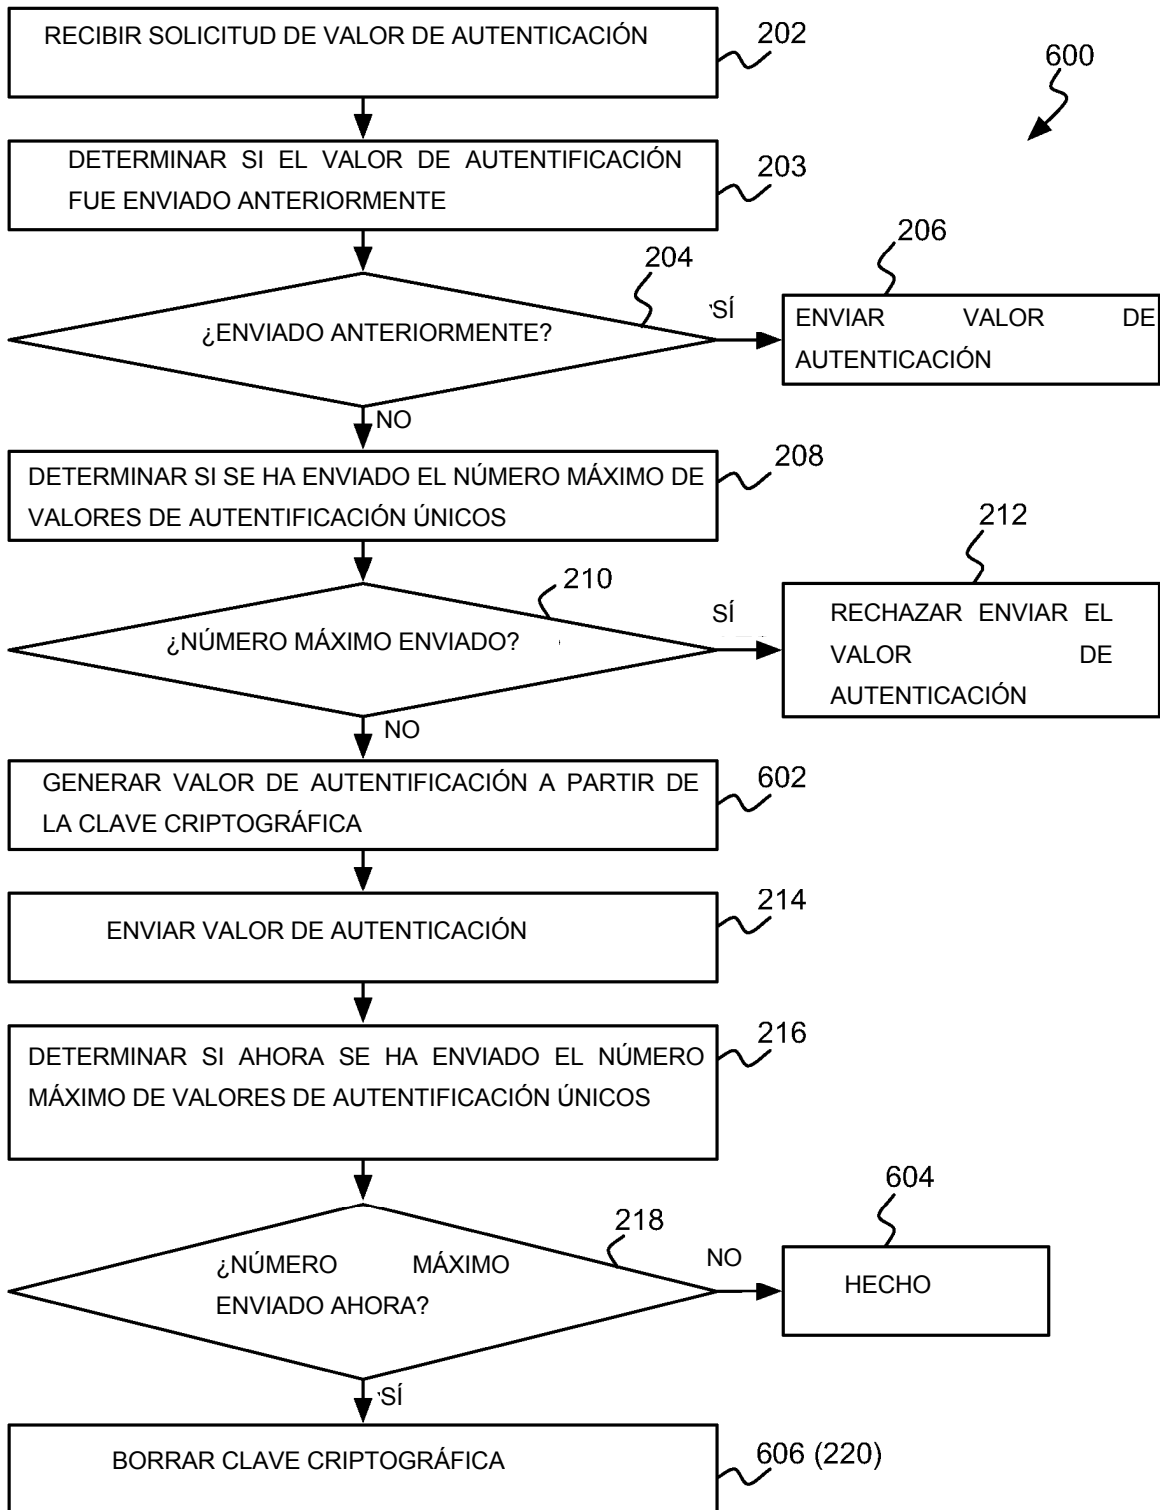 RECIBIR SOLICITUD DE VALOR DE AUTENTICACIÓN
202
600
DETERMINAR SI EL VALOR DE AUTENTIFICACIÓN
FUE ENVIADO ANTERIORMENTE
203
206
204
¿ENVIADO ANTERIORMENTE?
SÍ
ENVIAR VALOR DE
AUTENTICACIÓN
NO
DETERMINAR SI SE HA ENVIADO EL NÚMERO MÁXIMO DE
VALORES DE AUTENTIFICACIÓN ÚNICOS
208
212
210
¿NÚMERO MÁXIMO ENVIADO?
SÍ
RECHAZAR ENVIAR EL
VALOR DE
AUTENTICACIÓN
NO
GENERAR VALOR DE AUTENTIFICACIÓN A PARTIR DE
LA CLAVE CRIPTOGRÁFICA
602
ENVIAR VALOR DE AUTENTICACIÓN
214
DETERMINAR SI AHORA SE HA ENVIADO EL NÚMERO
MÁXIMO DE VALORES DE AUTENTIFICACIÓN ÚNICOS
216
604
218
¿NÚMERO MÁXIMO
ENVIADO AHORA?
NO
HECHO
SÍ
BORRAR CLAVE CRIPTOGRÁFICA
606 (220)